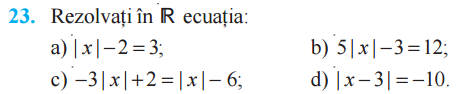 23. Rezolvați în ℝ ecuația:
a) |x|−2=3; b) 5|x|−3=12;
c) −3|x|+2=|x|−6; d) |x−3|=−10.